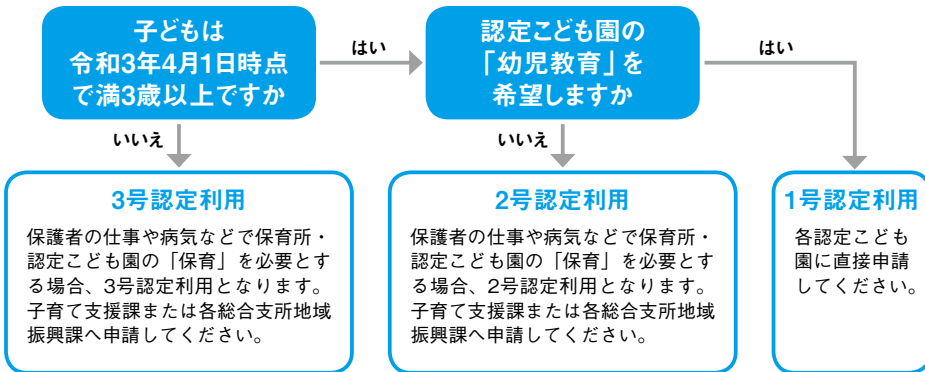 子どもは
令和3年4月1日時点
で満3歳以上ですか
はい
認定こども園の
「幼児教育」を
希望しますか
はい
いいえ
いいえ
3号認定利用
保護者の仕事や病気などで保育所・
認定こども園の「保育」を必要とす
る場合、3号認定利用となります。
子育て支援課または各総合支所地域
振興課へ申請してください。
2号認定利用
保護者の仕事や病気などで保育所・
認定こども園の「保育」を必要とす
る場合、2号認定利用となります。
子育て支援課または各総合支所地域
振興課へ申請してください。
1号認定利用
各認定こども
園に直接申請
してください。